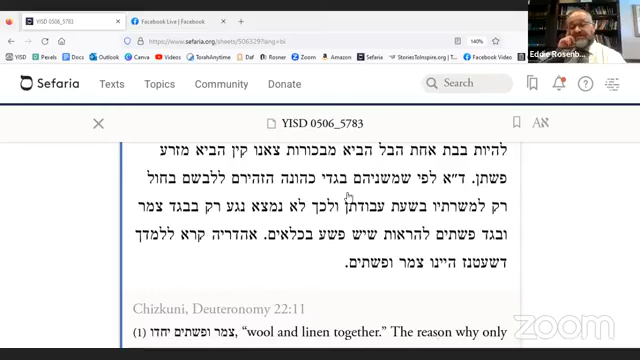 YISD 0506_5783
Facebook Live | Facebook
https://www.sefaria.org/sheets/506329?lang=bi
140%
YISD Pevels Docs Outlook Canva Zoom Daf Rosner Zoom TorahAnytime Dropbox Sefaria StoriesToInspire.org Amazon Facebook Video
Eddie Rosenb...
Sefaria Texts Topics Community Donate Search
YISD 0506_5783 Aא
להיות בבת אחת הבל הביא מבכורות צאנו קין הביא מזרע
פשתן. ד״א לפי שמשניהם בגדי כהונה הזהירם ללבשם בחול
רק למשרתיו בשעת עבודתן ולכך לא נמצא נגע רק בבגד צמר
ובגד פשתים להראות שיש פשע בכלאים. אהדריה קרא ללמדך
דשעטנז היינו צמר ופשתים.
Chizkuni, Deuteronomy 22:11
(1) צמר ופשתים יחדו, “wool and linen together.” The reason why only
zoom